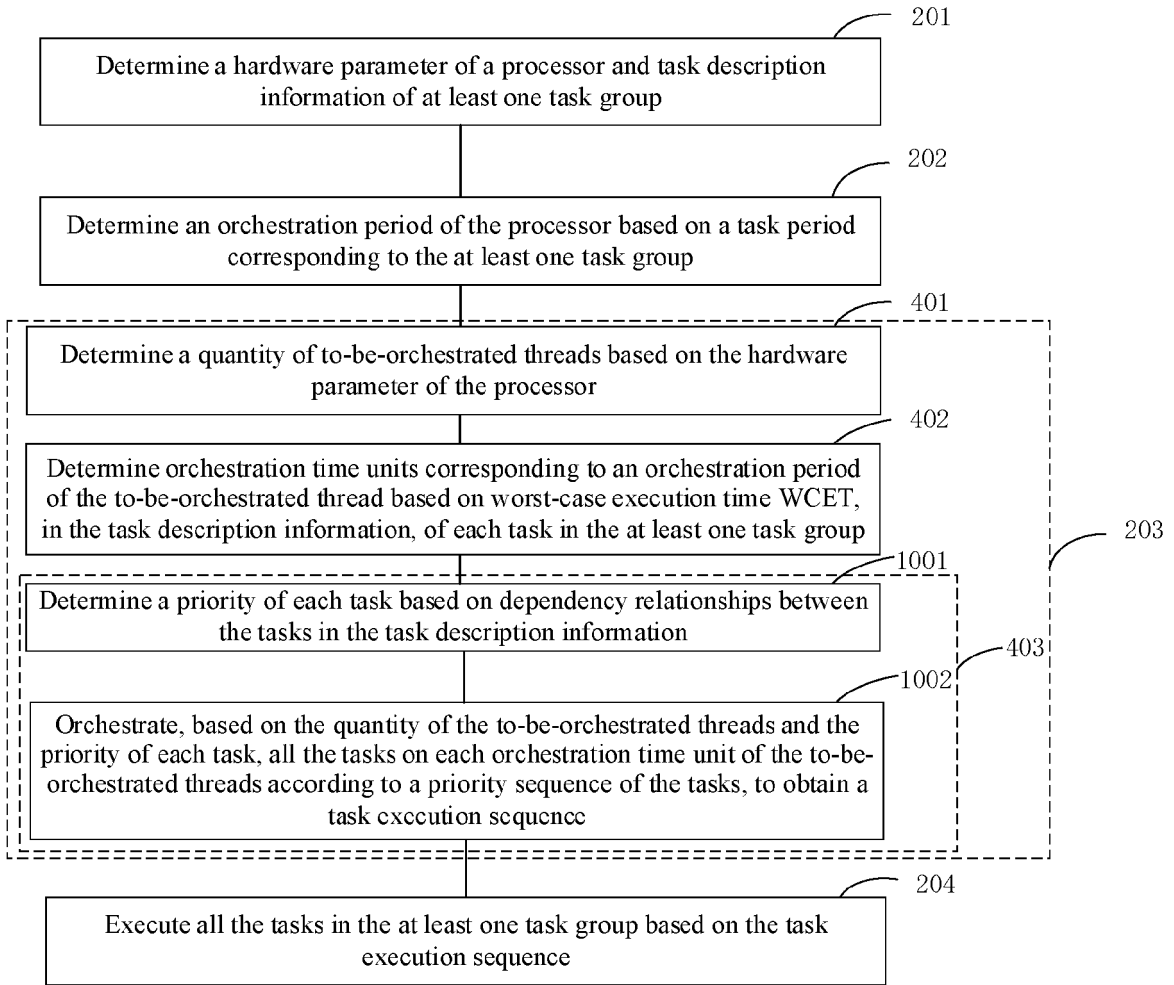 201
Determine a hardware parameter of a processor and task description
information of at least one task group
202
Determine an orchestration period of the processor based on a task period
corresponding to the at least one task group
401
Determine a quantity of to-be-orchestrated threads based on the hardware
parameter of the processor
402
Determine orchestration time units corresponding to an orchestration period
of the to-be-orchestrated thread based on worst-case execution time WCET,
in the task description information, of each task in the at least one task group
203
1001
Determine a priority of each task based on dependency relationships between
the tasks in the task description information
403
1002
Orchestrate, based on the quantity of the to-be-orchestrated threads and the
priority of each task, all the tasks on each orchestration time unit of the to-be-
orchestrated threads according to a priority sequence of the tasks, to obtain a
task execution sequence
204
Execute all the tasks in the at least one task group based on the task
execution sequence